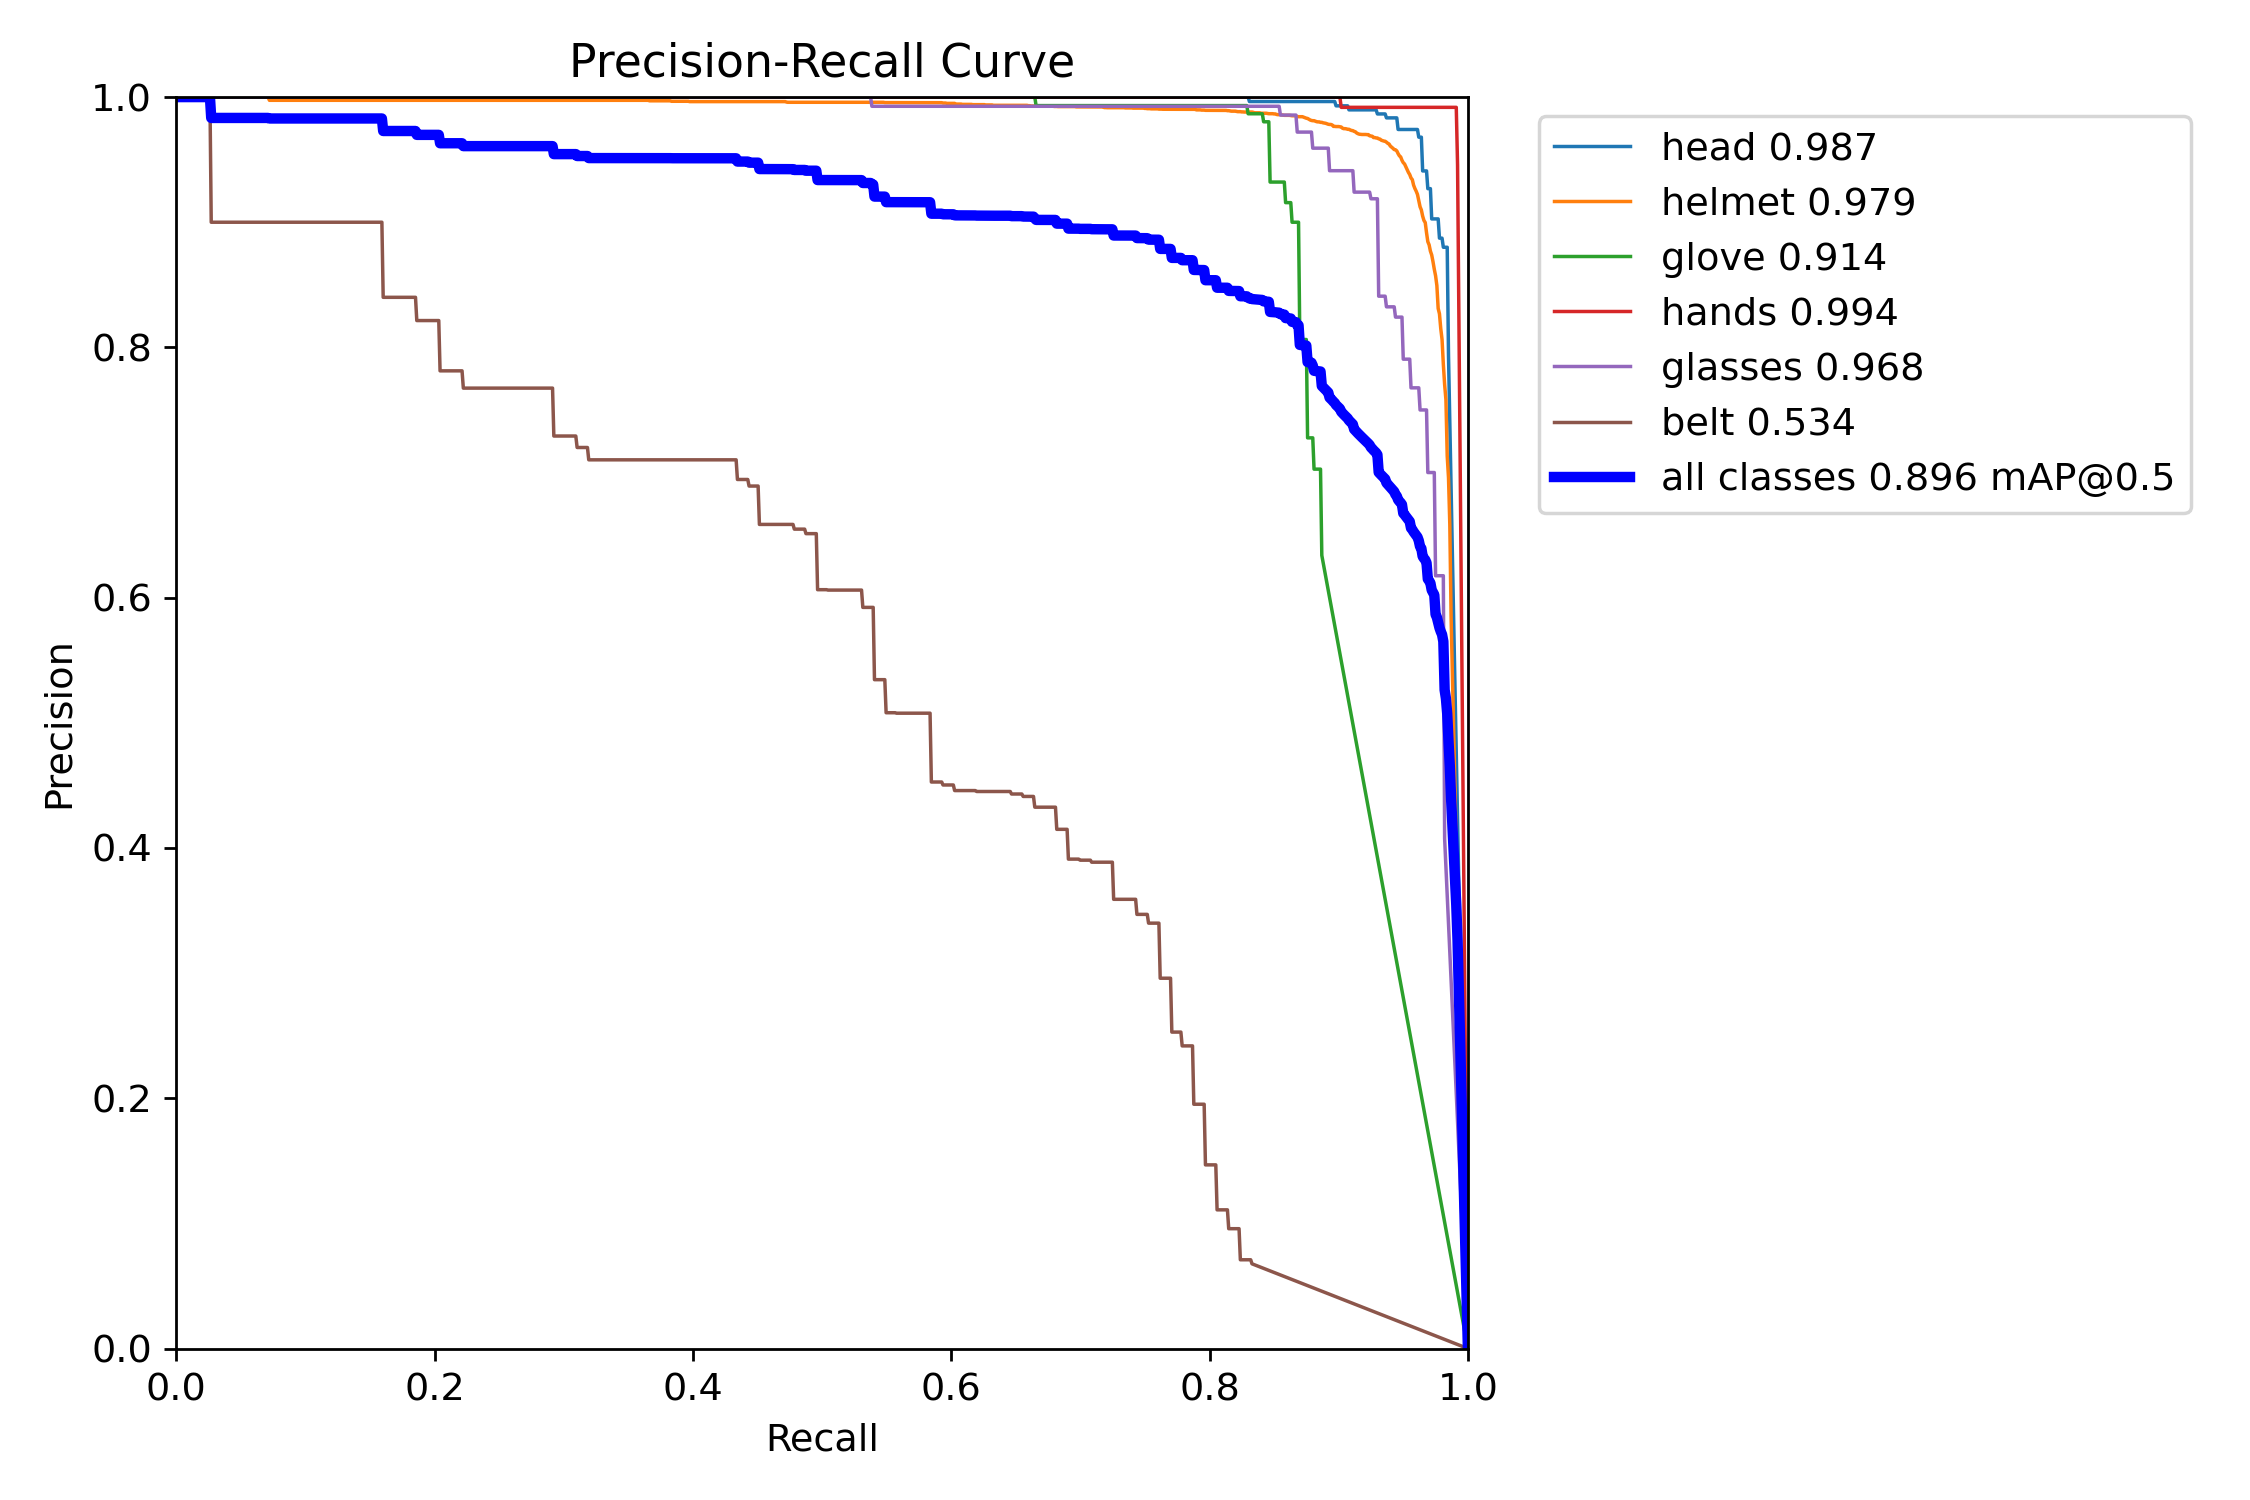 Precision-Recall Curve
1.0
0.8
0.6
0.4
0.2
0.0
Precision
0.0 0.2 0.4 0.6 0.8 1.0
Recall
head 0.987
helmet 0.979
glove 0.914
hands 0.994
glasses 0.968
belt 0.534
all classes 0.896 mAP@0.5